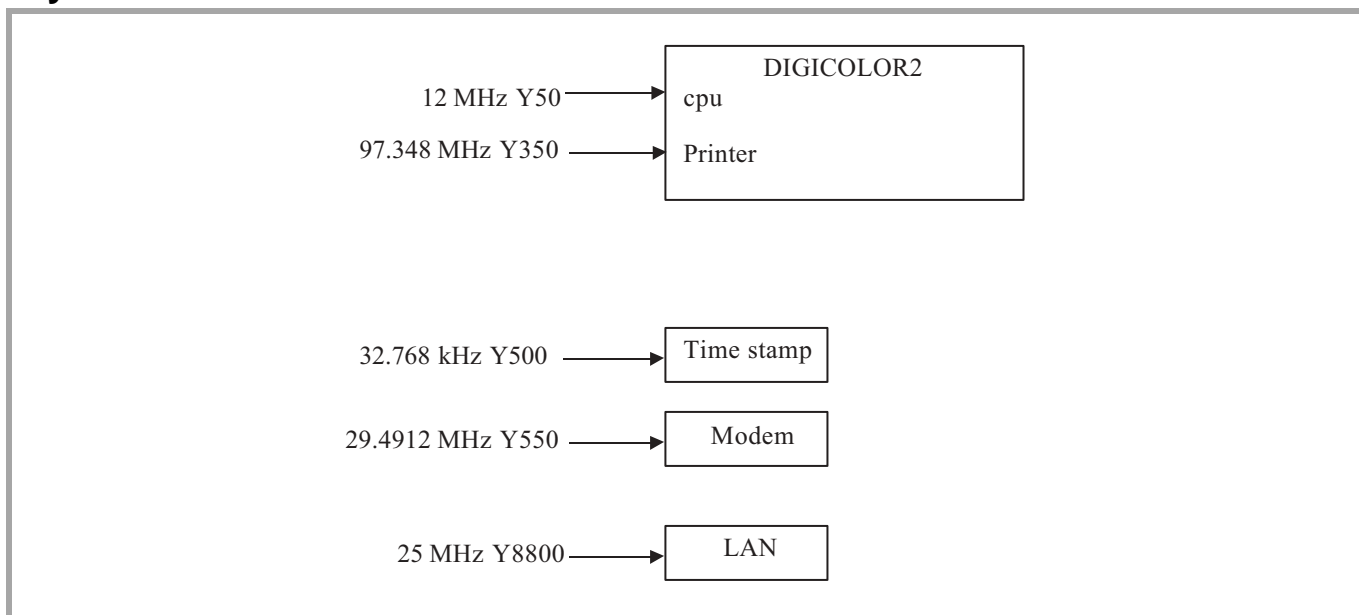 DIGICOLOR2
12 MHz Y50 cpu
97.348 MHz Y350 Printer
32.768 kHz Y500 Time stamp
29.4912 MHz Y550 Modem
25 MHz Y8800 LAN